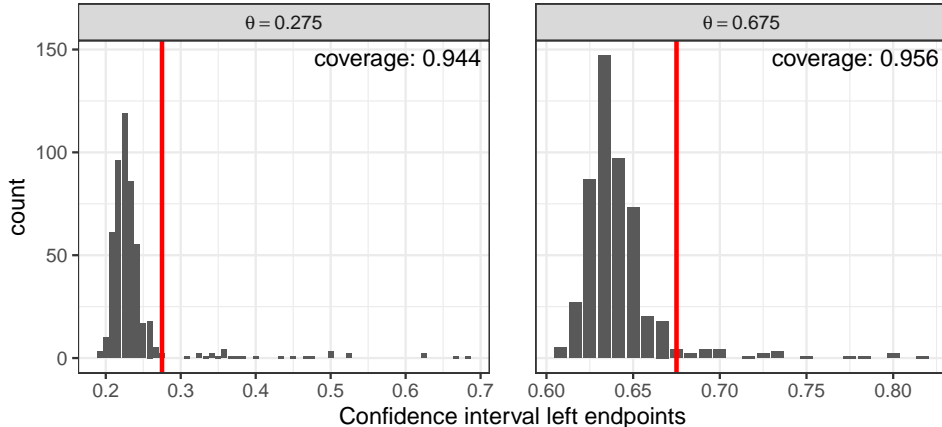 θ = 0.275
θ = 0.675
coverage: 0.944
coverage: 0.956
150
100
50
0
count
0.2 0.3 0.4 0.5 0.6 0.7
0.60 0.65 0.70 0.75 0.80
Confidence interval left endpoints